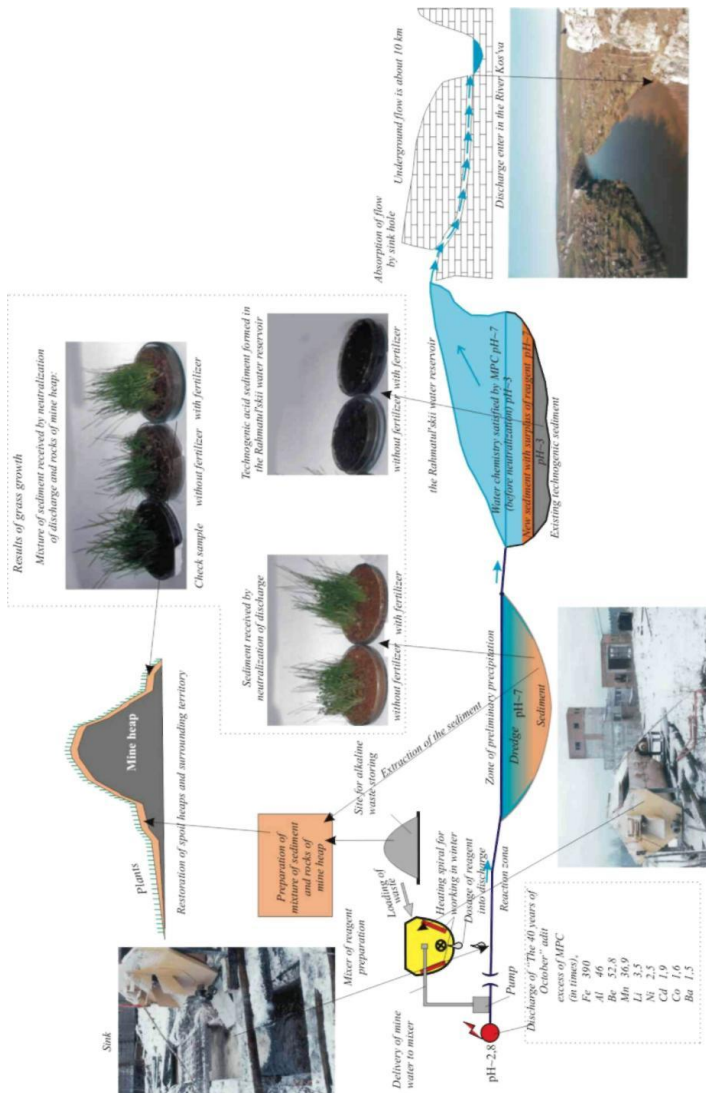 Sink
Mixer of reagent
preparation
Delivery of mine
water to mixer
Pump
pH~2,8
Discharge of "The 40 years of
October" adit
excess of MPC
(in times),
Fe 390
Al 46
Be 52,8
Mn 36,9
Li 3,5
Ni 2,5
Cd 1,9
Co 1,6
Ba 1,5
Loading of
waste
Heating spiral for
working in winter
Dosage of reagent
into discharge
Reaction zona
Site for alkaline
waste storing
Preparation of
mixture of sediment
and rocks of
mine heap
Plants
Mine heap
Restoration of spoil heaps and surrounding territory
Extraction of the sediment
Zone of preliminary precipitation
Dredge pH~7
Sediment
Results of grass growth
Mixture of sediment received by neutralization
of discharge and rocks of mine heap:
Check sample
without fertilizer
with fertilizer
Sediment received by
neutralization of discharge
without fertilizer
with fertilizer
Technogenic acid sediment formed in
the Rahmatul'skii water reservoir
without fertilizer
with fertilizer
the Rahmatul'skii water reservoir
Water chemistry satisfied by MPC pH~7
(before neutralization) pH~3
New sediment with surplus of reagent pH~7
pH~3
Existing technogenic sediment
Absorption of flow
by sink hole
Underground flow is about 10 km
Discharge enter in the River Kos'va